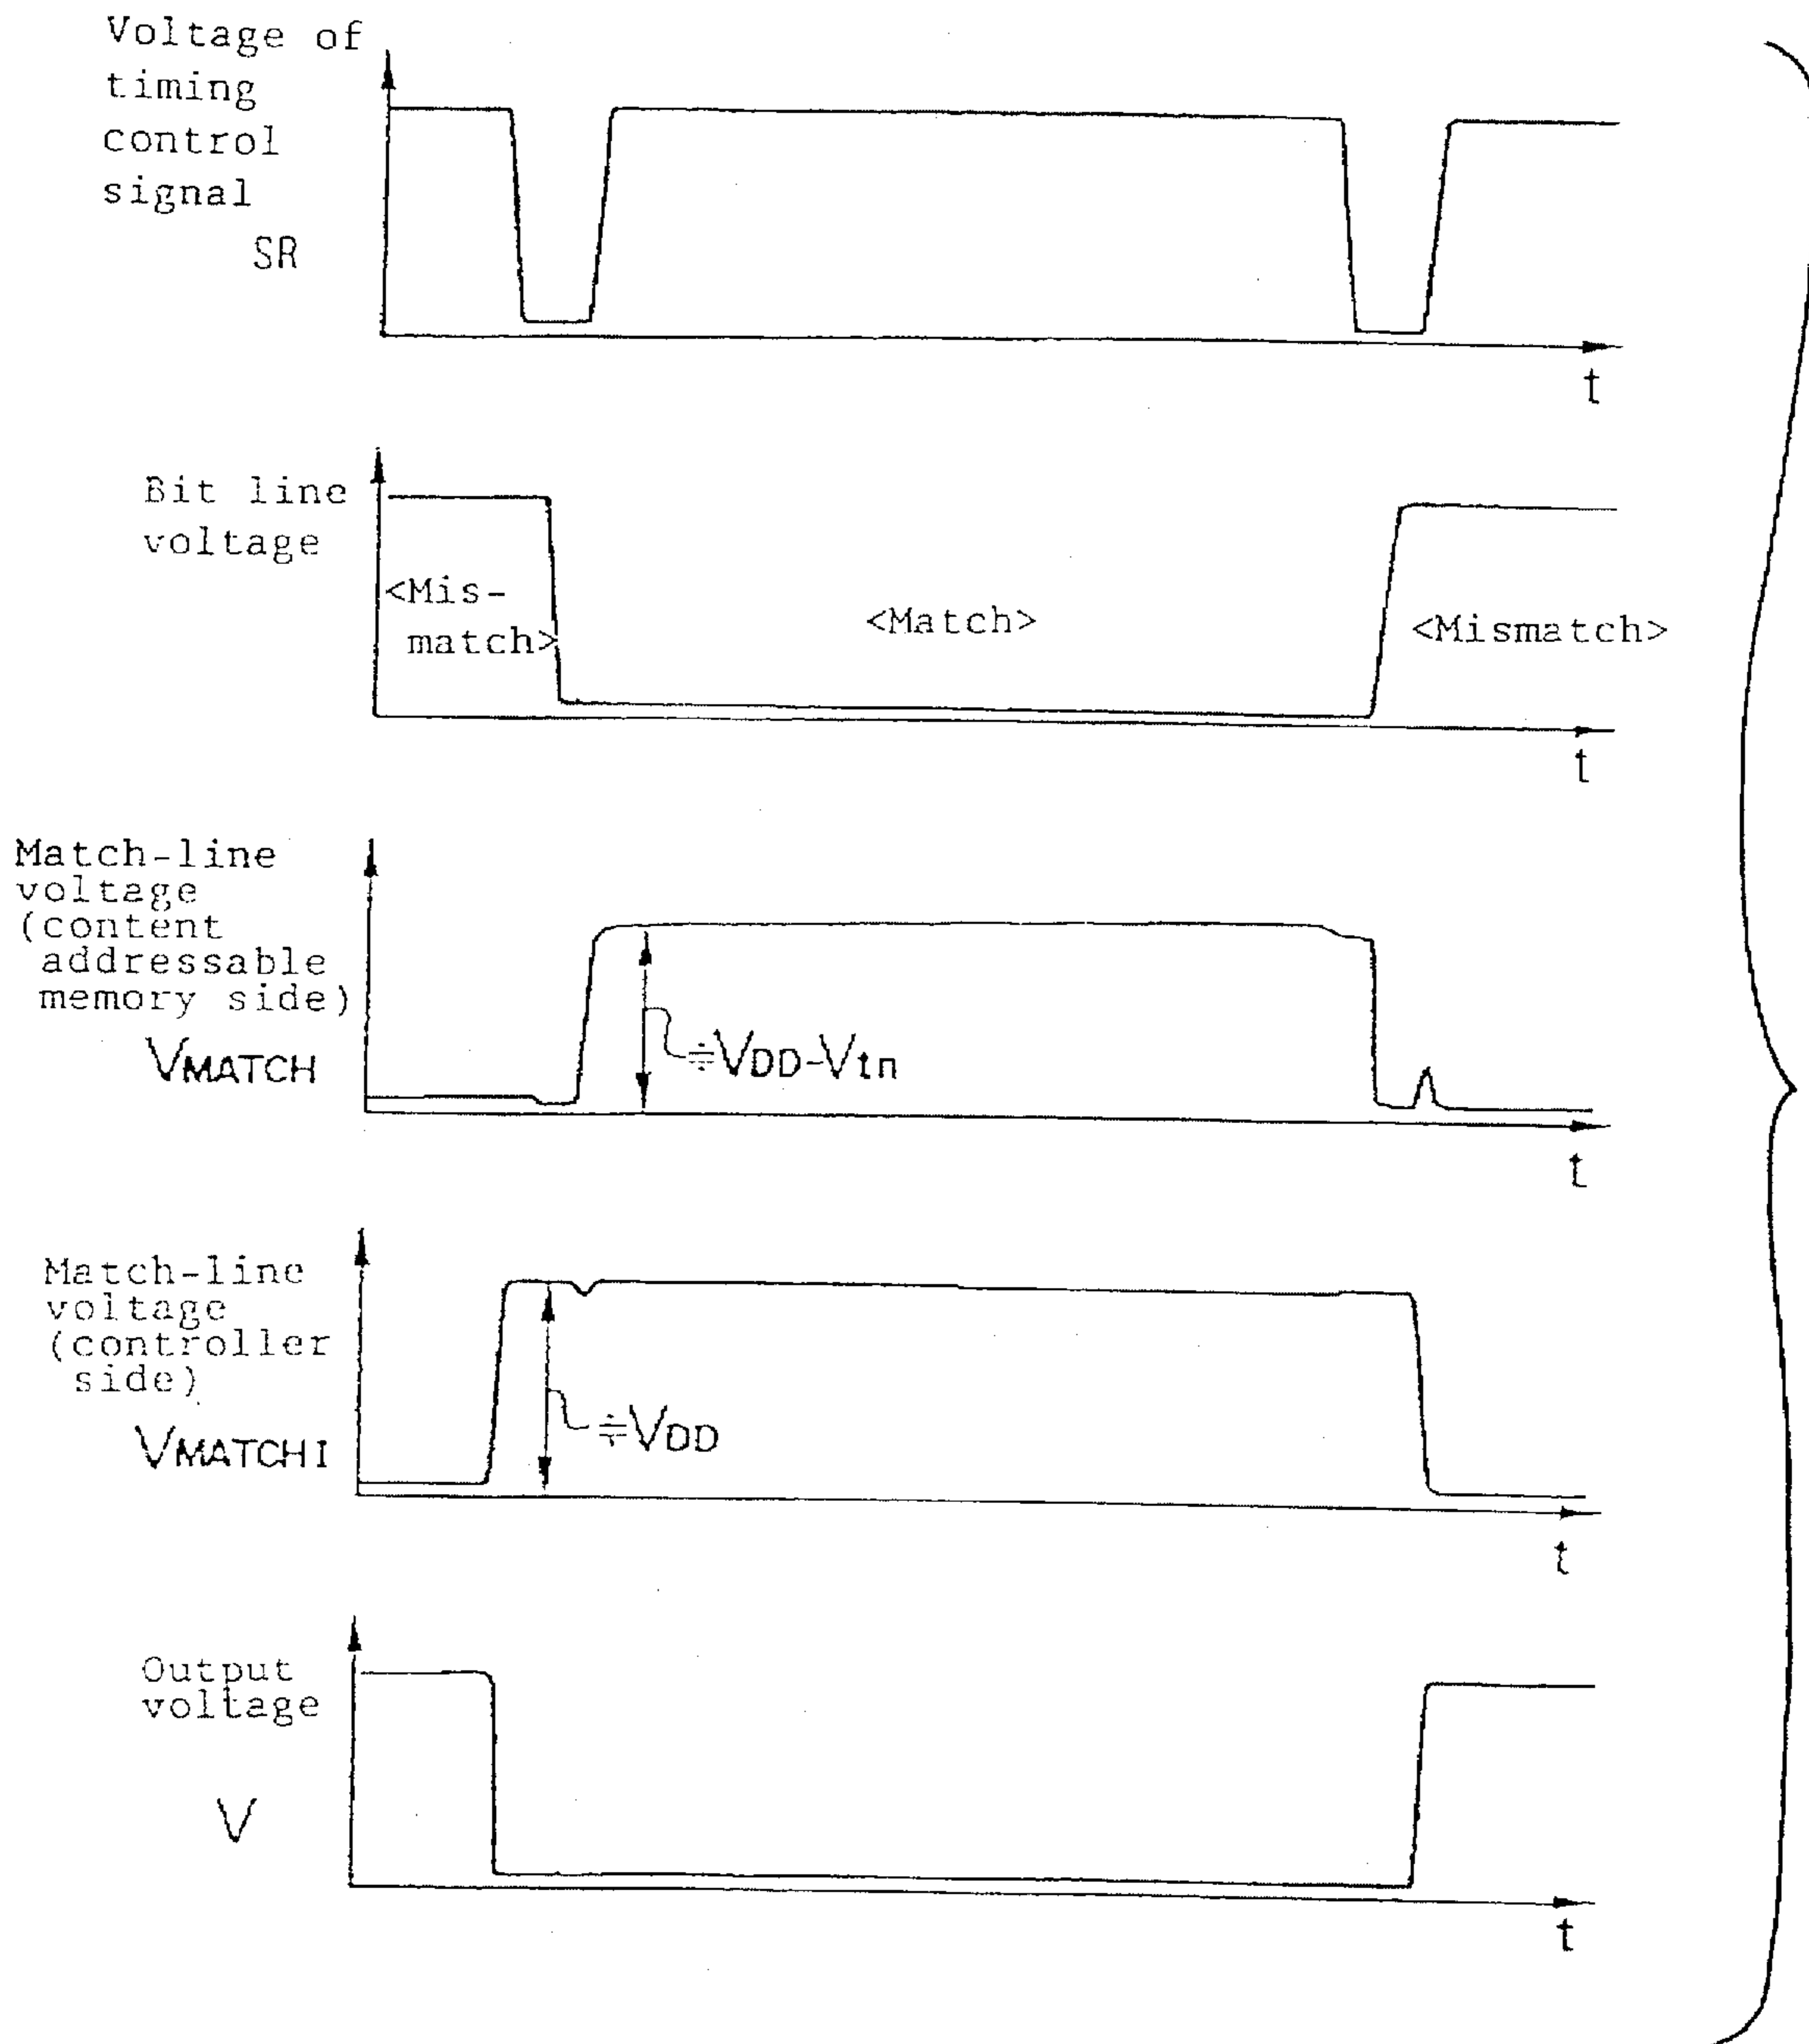 Voltage of
timing
control
signal
SR
t
Bit line
voltage
<Mis-
match>
<Match>
<Mismatch>
t
Match-line
voltage
(content
addressable
memory side)
VMATCH
≒VDD-Vtn
t
Match-line
voltage
(controller
side)
VMATCHI
≒VDD
t
Output
voltage
V
t